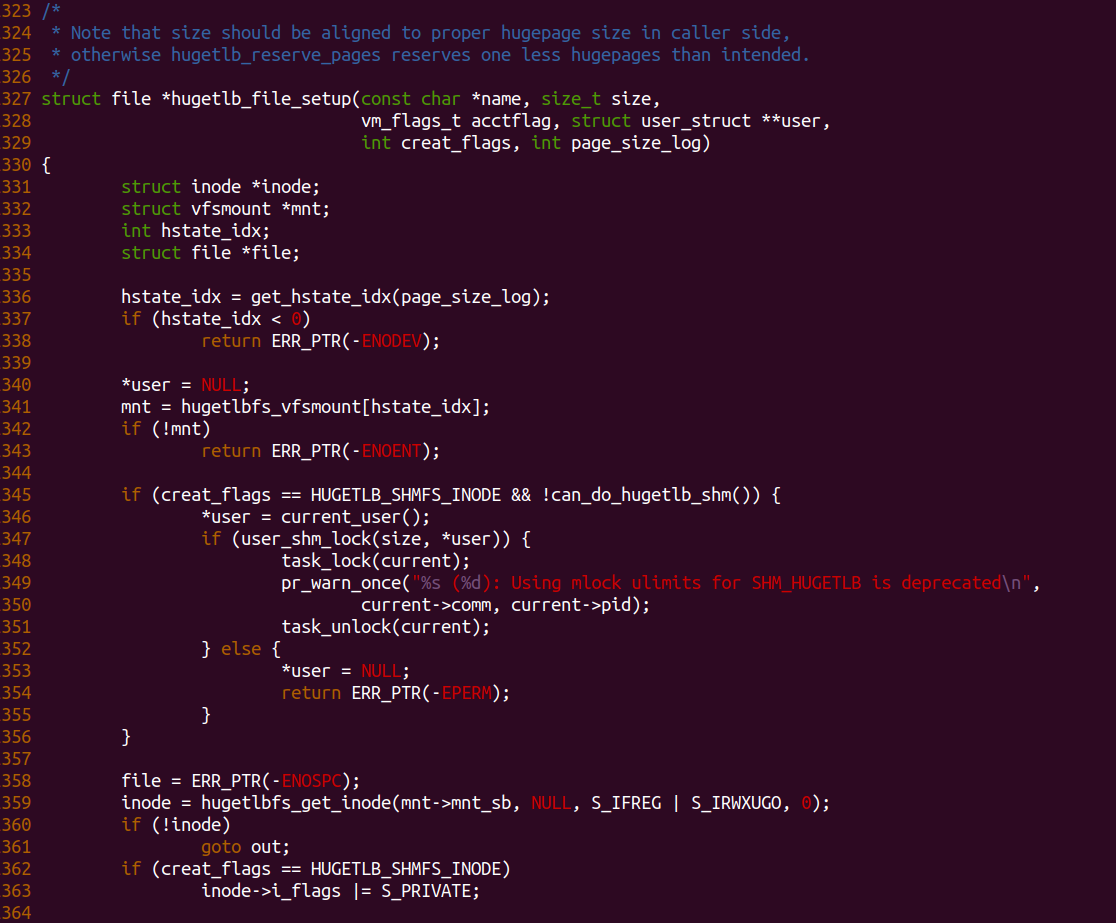 323 /*
324  * Note that size should be aligned to proper hugepage size in caller side,
325  * otherwise hugetlb_reserve_pages reserves one less hugepages than intended.
326  */
327 struct file *hugetlb_file_setup(const char *name, size_t size,
328                                 vm_flags_t acctflag, struct user_struct **user,
329                                 int creat_flags, int page_size_log)
330 {
331         struct inode *inode;
332         struct vfsmount *mnt;
333         int hstate_idx;
334         struct file *file;
335
336         hstate_idx = get_hstate_idx(page_size_log);
337         if (hstate_idx < 0)
338                 return ERR_PTR(-ENODEV);
339
340         *user = NULL;
341         mnt = hugetlbfs_vfsmount[hstate_idx];
342         if (!mnt)
343                 return ERR_PTR(-ENOENT);
344
345         if (creat_flags == HUGETLB_SHMFS_INODE && !can_do_hugetlb_shm()) {
346                 *user = current_user();
347                 if (user_shm_lock(size, *user)) {
348                         task_lock(current);
349                         pr_warn_once("%s (%d): Using mlock ulimits for SHM_HUGETLB is deprecated\n",
350                                 current->comm, current->pid);
351                         task_unlock(current);
352                 } else {
353                         *user = NULL;
354                         return ERR_PTR(-EPERM);
355                 }
356         }
357
358         file = ERR_PTR(-ENOSPC);
359         inode = hugetlbfs_get_inode(mnt->mnt_sb, NULL, S_IFREG | S_IRWXUGO, 0);
360         if (!inode)
361                 goto out;
362         if (creat_flags == HUGETLB_SHMFS_INODE)
363                 inode->i_flags |= S_PRIVATE;
364